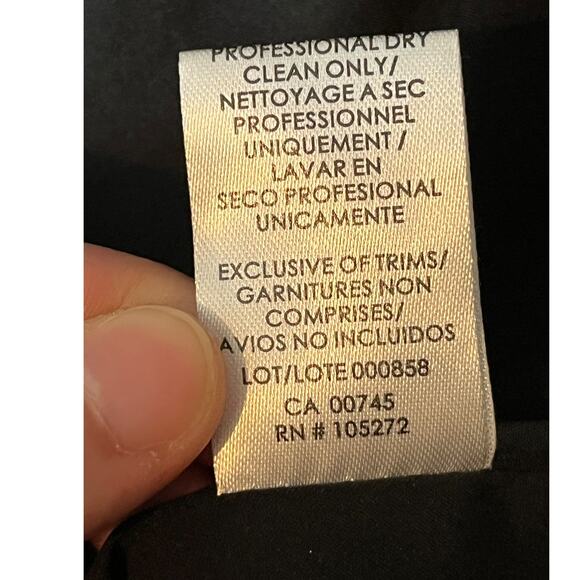 PROFESSIONAL DRY
CLEAN ONLY/
NETTOYAGE A SEC
PROFESSIONNEL
UNIQUEMENT /
LAVAR EN
SECO PROFESIONAL
UNICAMENTE
EXCLUSIVE OF TRIMS/
GARNITURES NON
COMPRISES/
AVIOS NO INCLUIDOS
LOT/LOTE 000858
CA 00745
RN # 105272